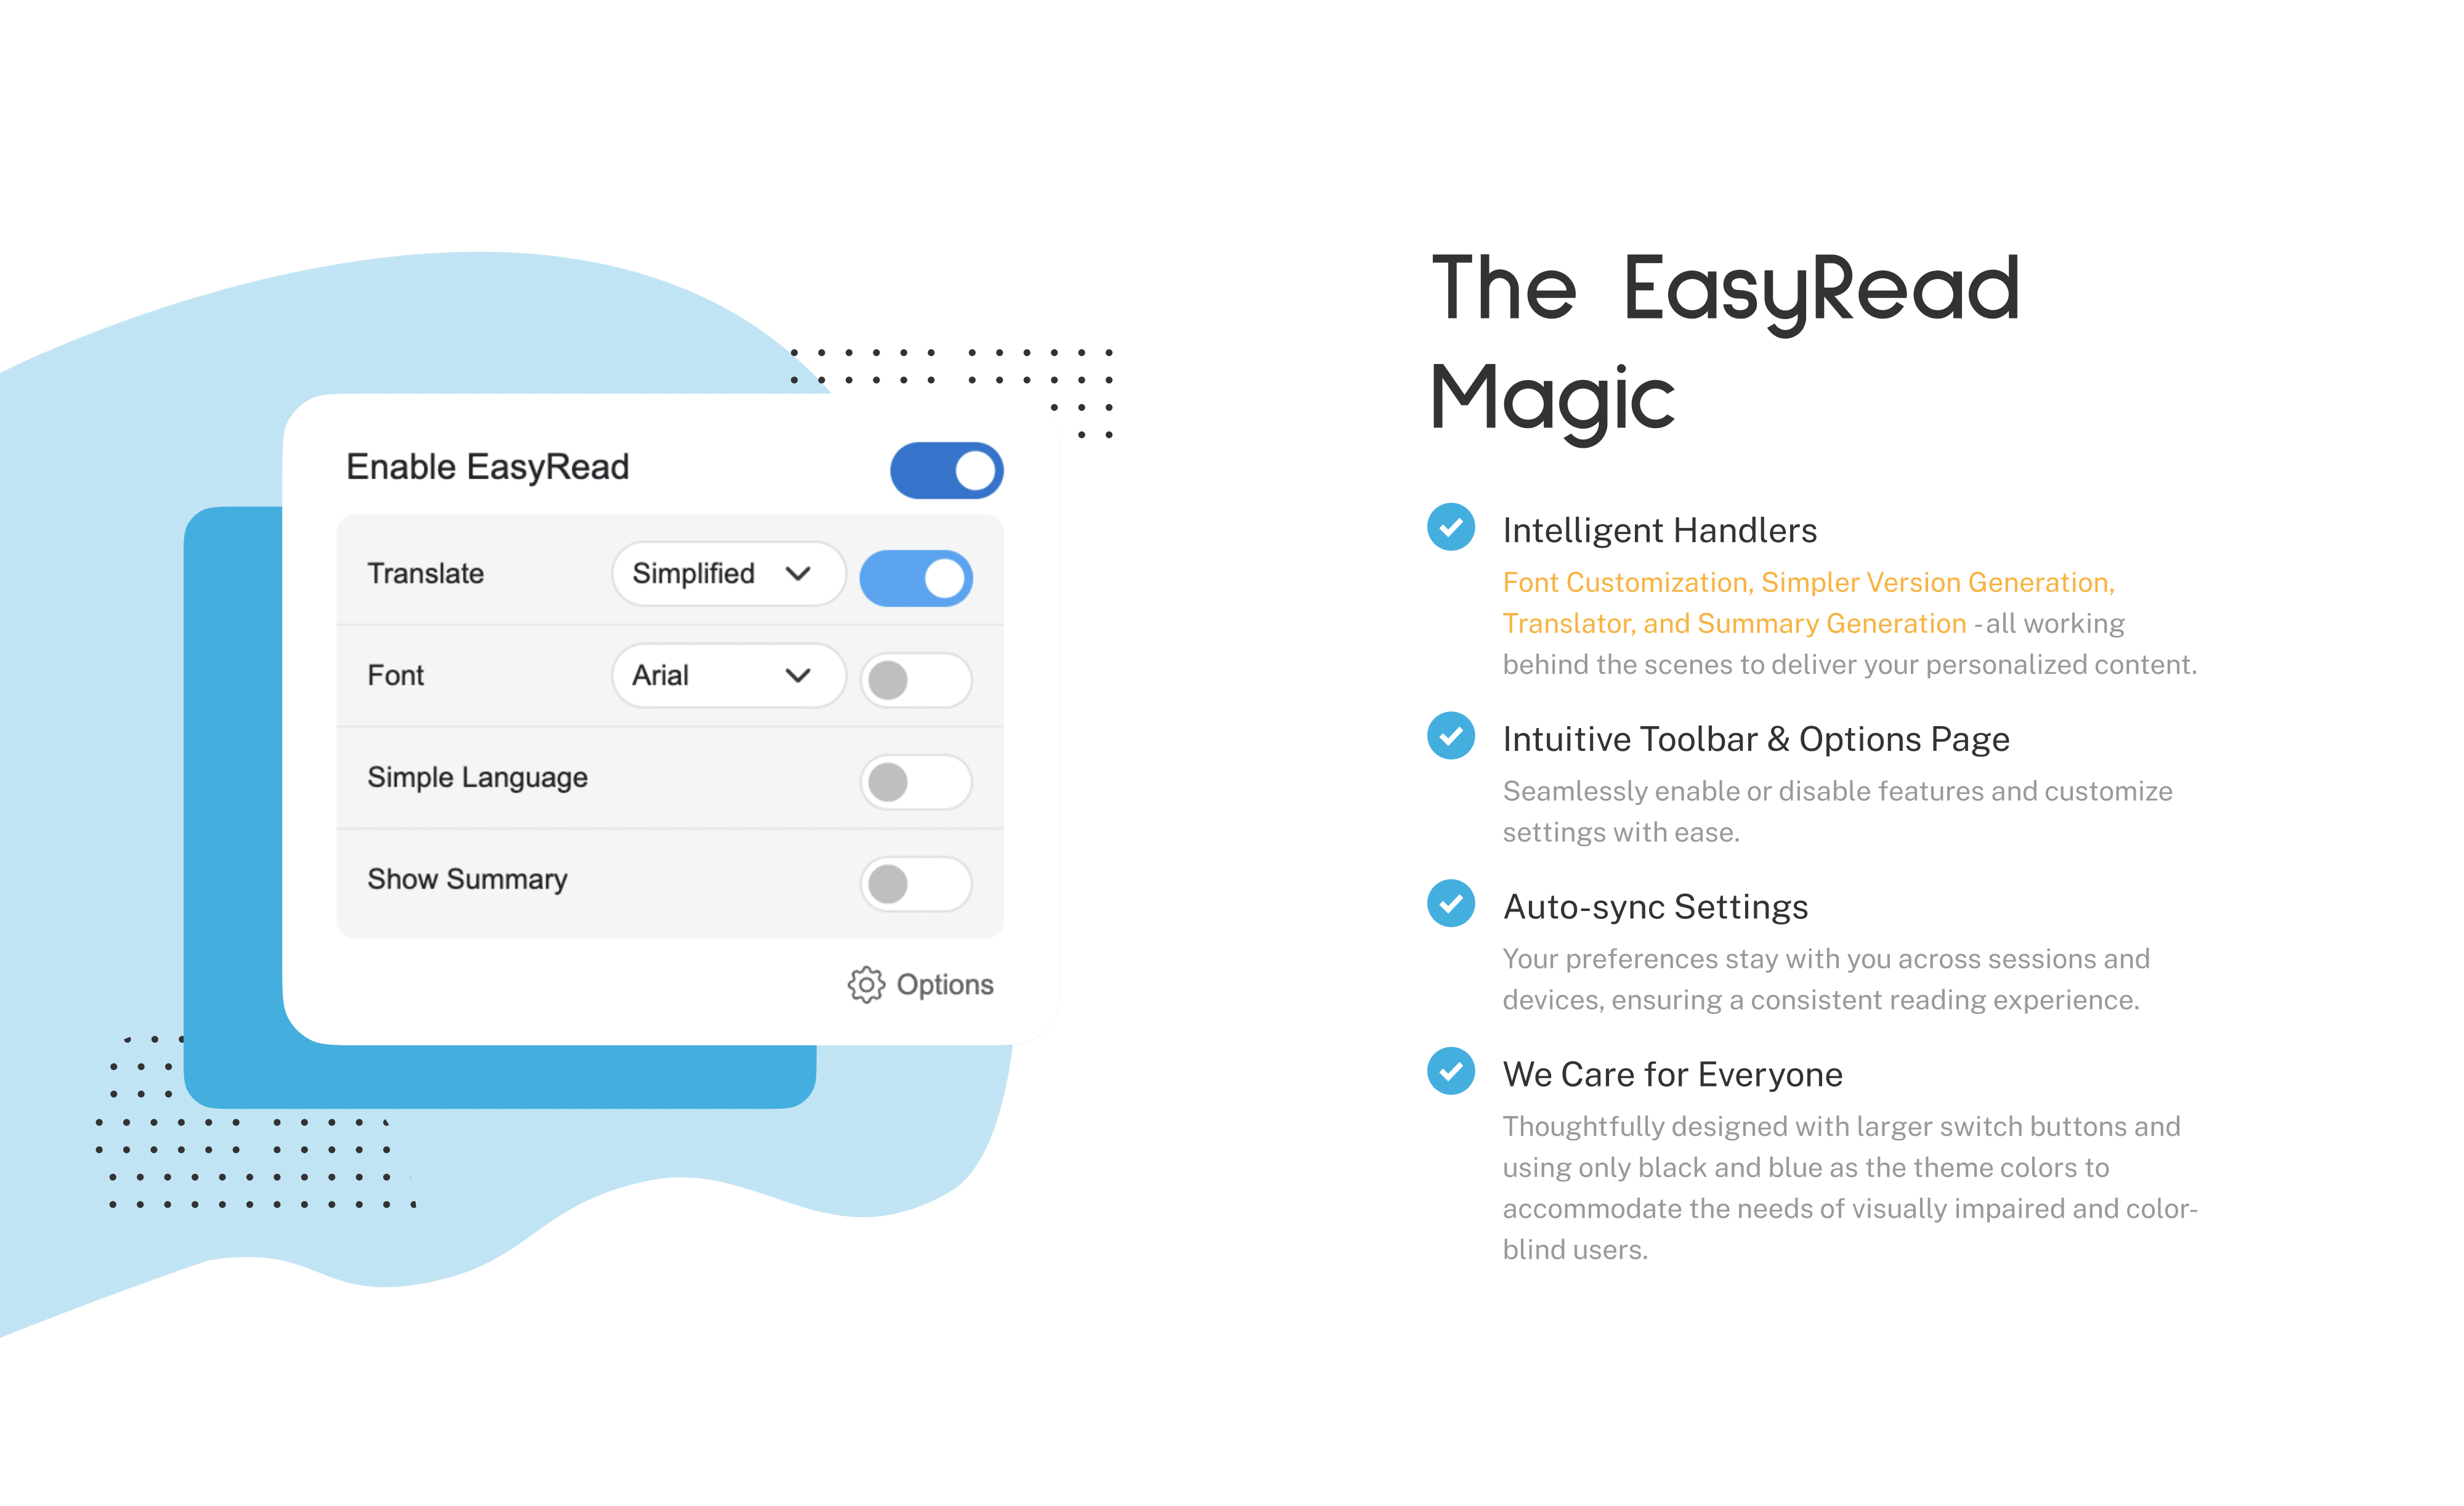 Enable EasyRead
Translate Simplified
Font Arial
Simple Language
Show Summary
Options
The EasyRead
Magic
Intelligent Handlers
Font Customization, Simpler Version Generation,
Translator, and Summary Generation - all working
behind the scenes to deliver your personalized content.
Intuitive Toolbar & Options Page
Seamlessly enable or disable features and customize
settings with ease.
Auto-sync Settings
Your preferences stay with you across sessions and
devices, ensuring a consistent reading experience.
We Care for Everyone
Thoughtfully designed with larger switch buttons and
using only black and blue as the theme colors to
accommodate the needs of visually impaired and color-
blind users.